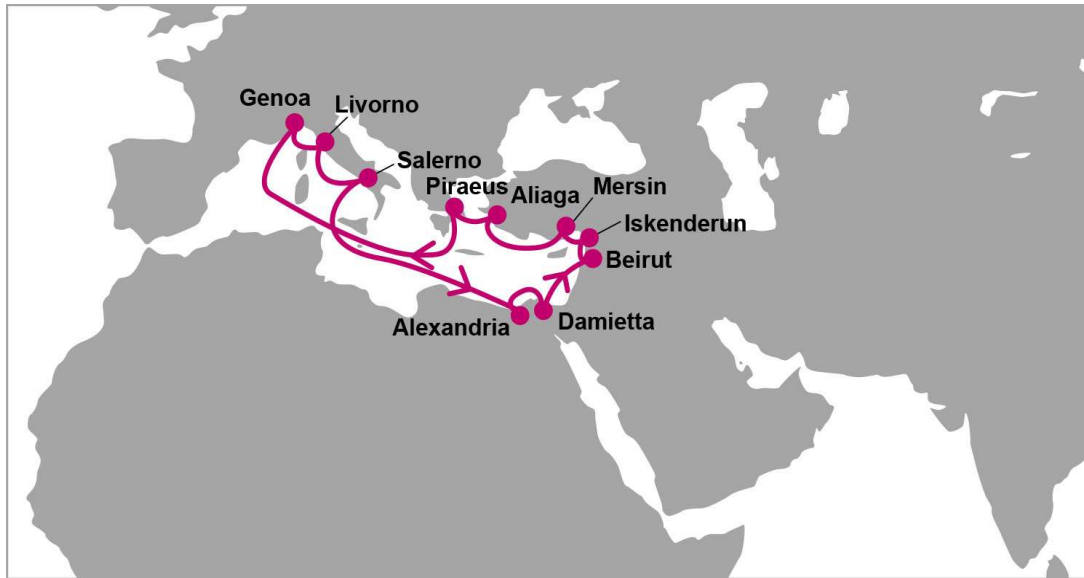 Genoa
Livorno
Salerno
Piraeus
Aliaga
Mersin
Iskenderun
Beirut
Alexandria
Damietta